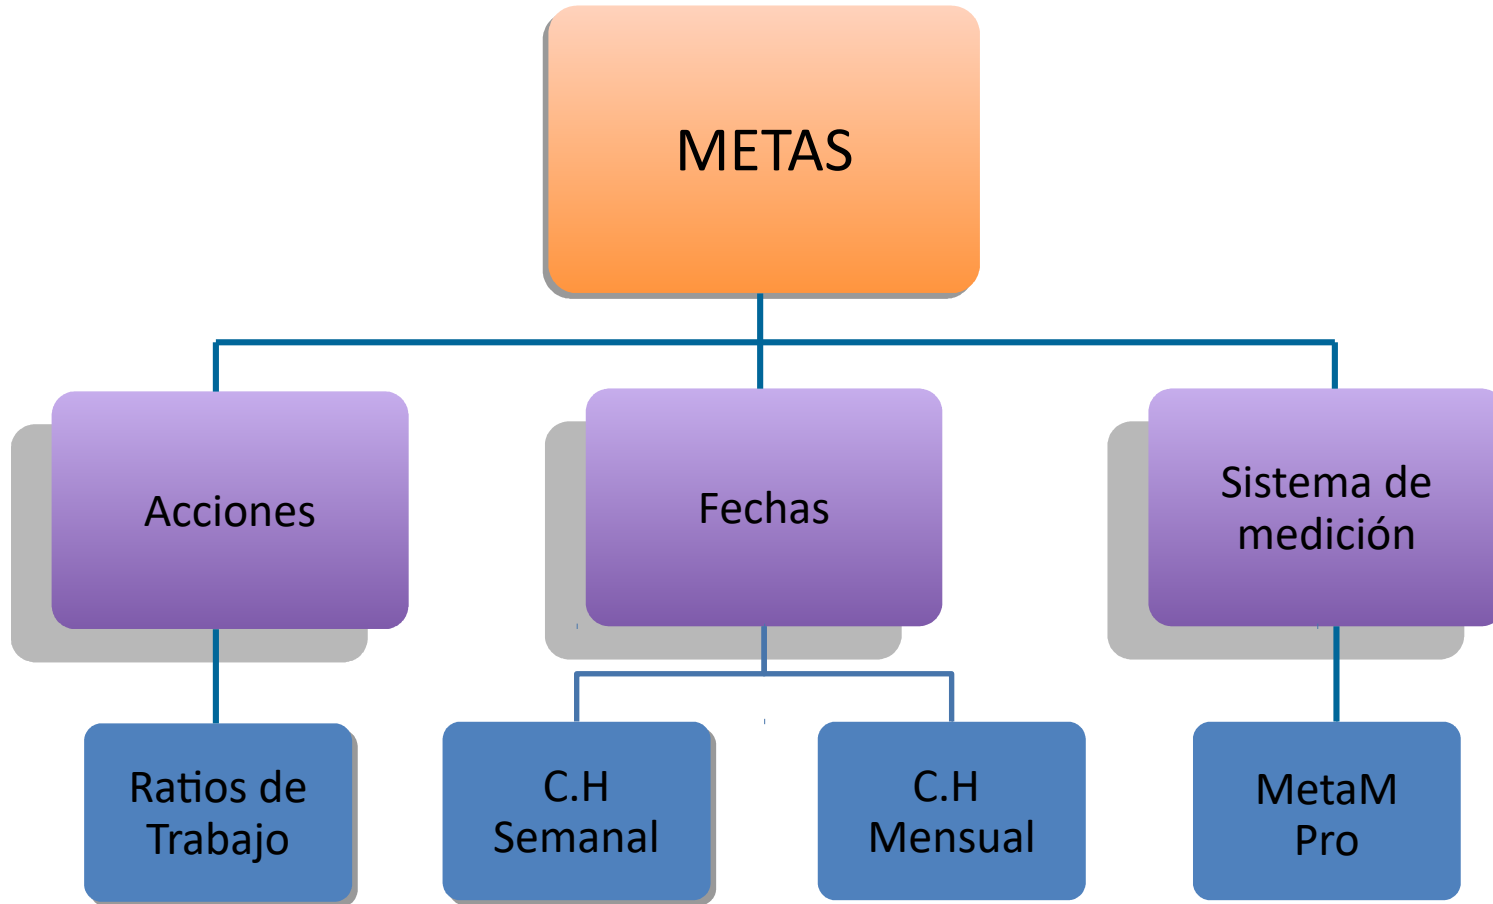 METAS
Acciones
Fechas
Sistema de
medición
Ratios de
Trabajo
C.H
Semanal
C.H
Mensual
MetaM
Pro